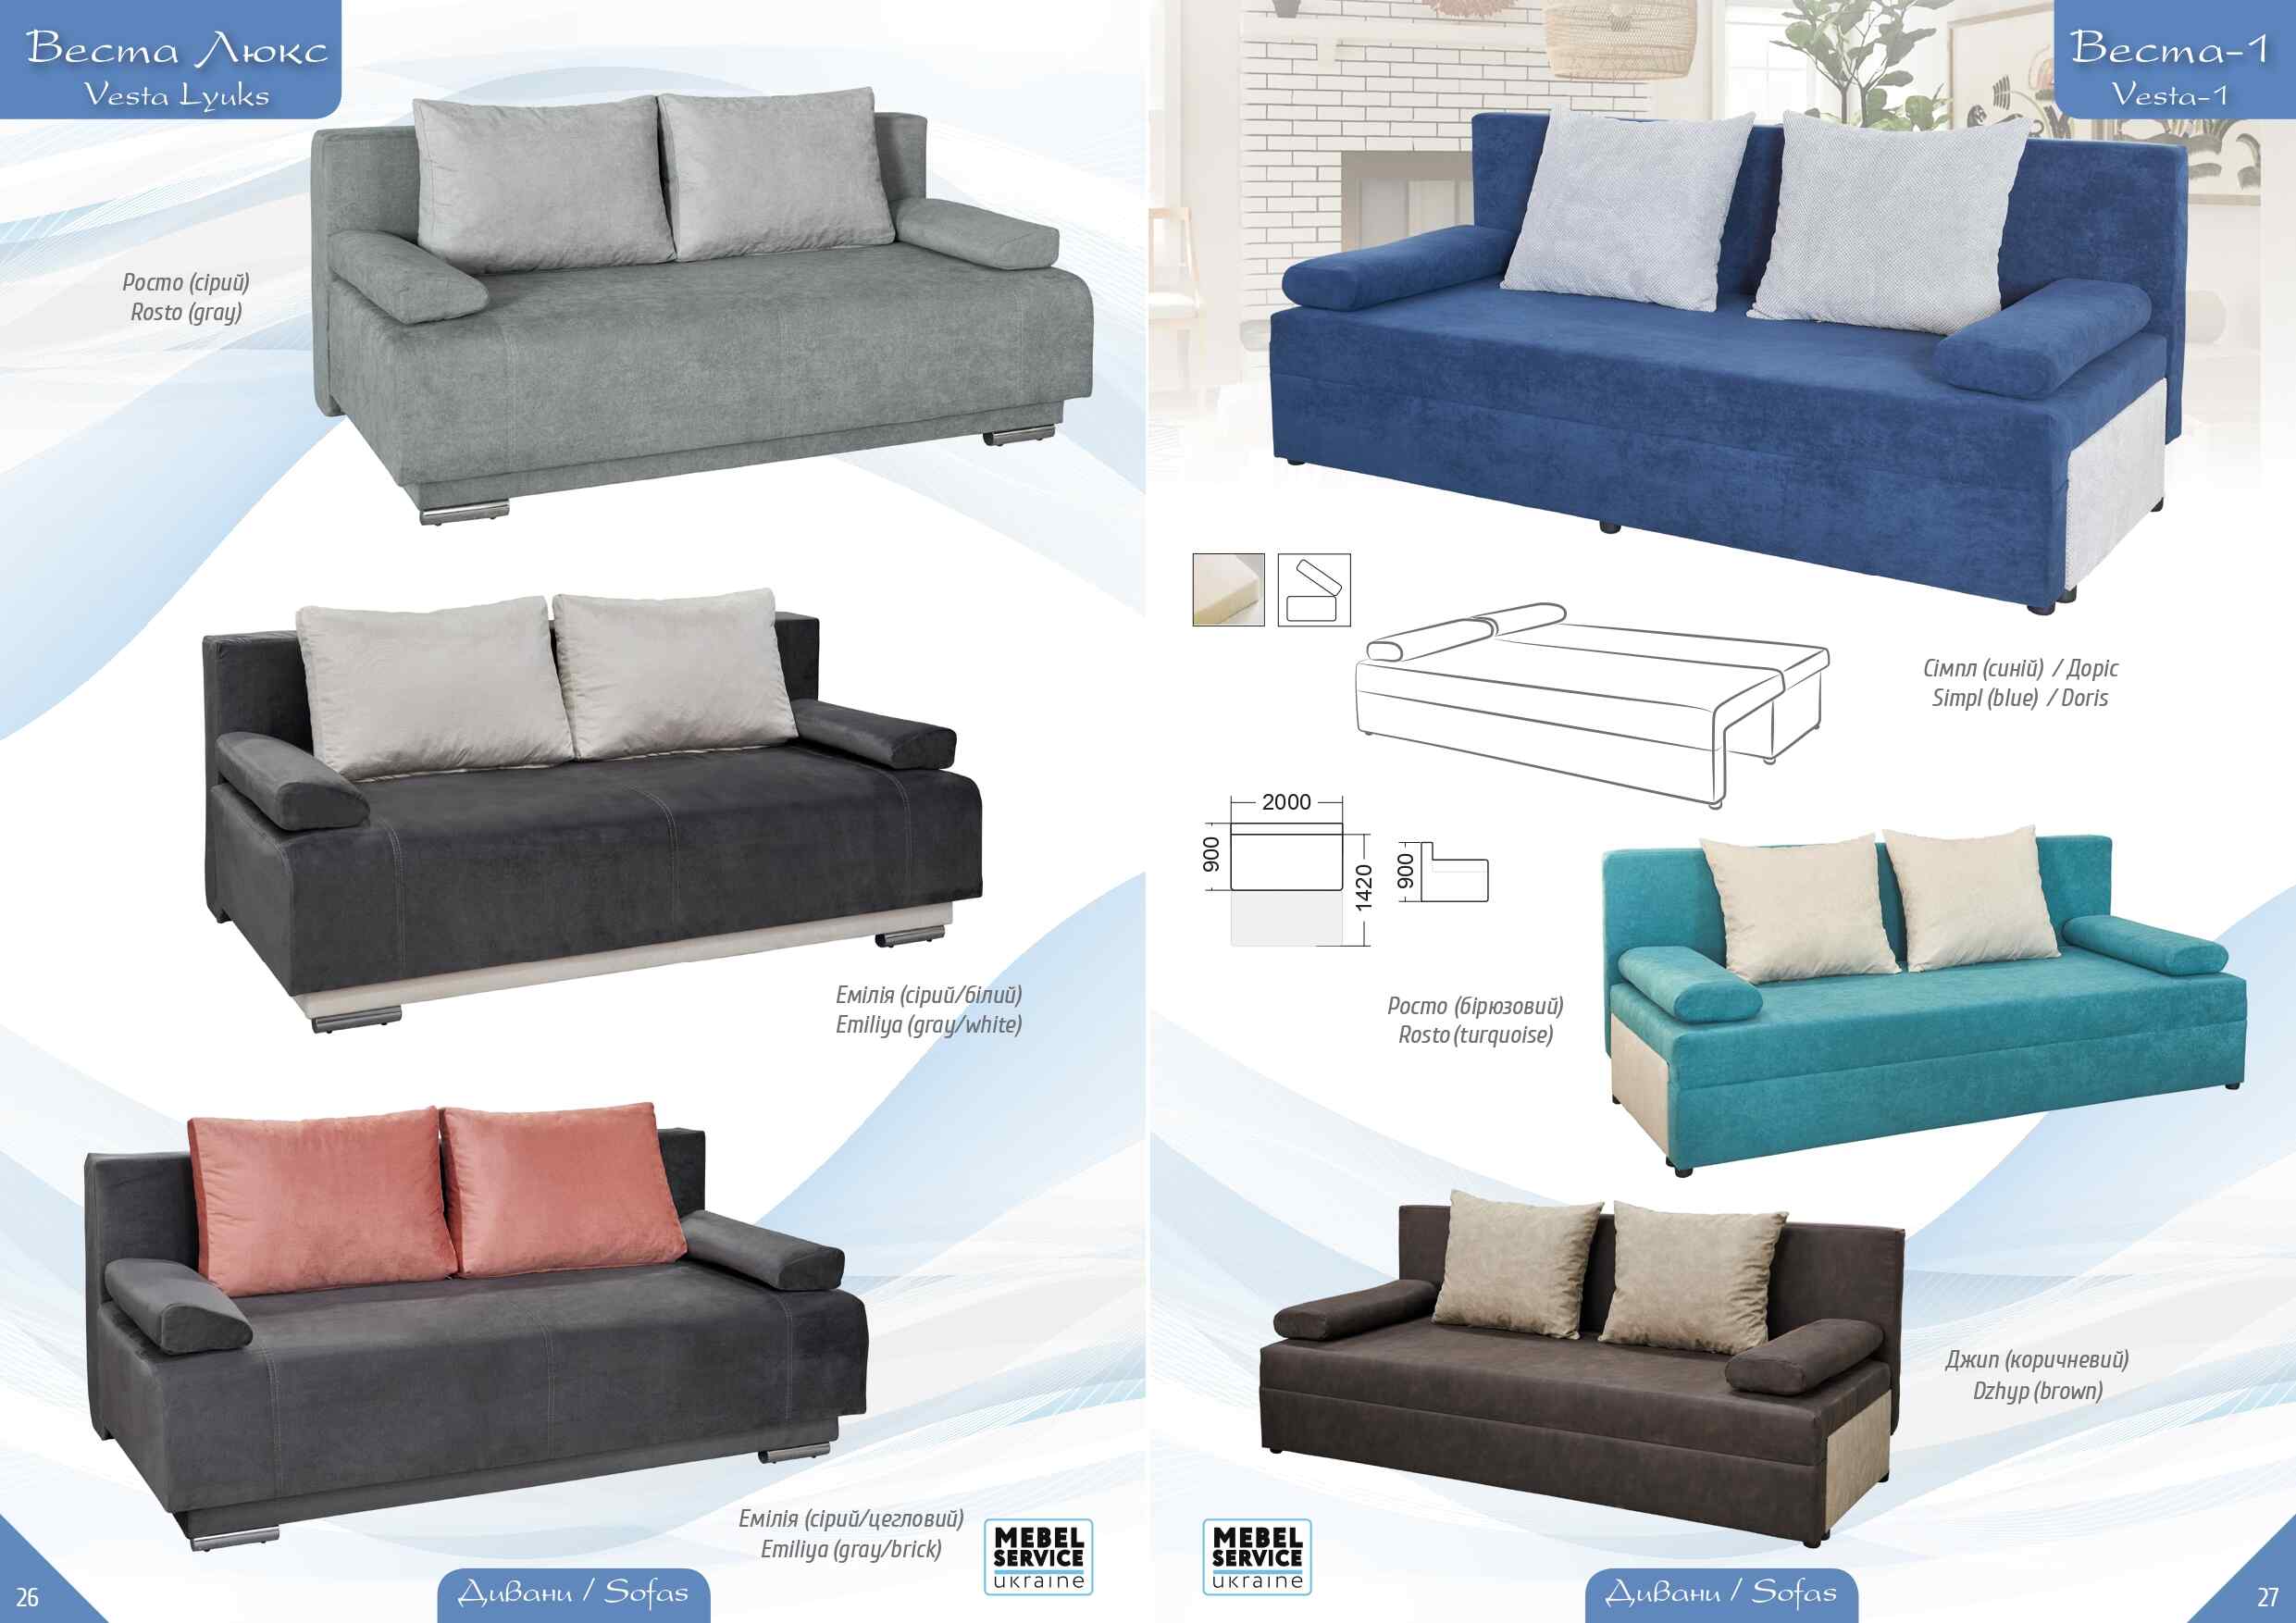 Веста Люкс
Vesta Lyuks
Росто (сірий)
Rosto (gray)
Емілія (сірий/білий)
Emiliya (gray/white)
Емілія (сірий/цегловий)
Emiliya (gray/brick)
MEBEL
SERVICE
ukraine
26
Дивани / Sofas
Веста-1
Vesta-1
Сімпл (синій) / Доріс
Simpl (blue) / Doris
2000
900
1420
900
Росто (бірюзовий)
Rosto (turquoise)
Джип (коричневий)
Dzhyp (brown)
MEBEL
SERVICE
ukraine
Дивани / Sofas
27